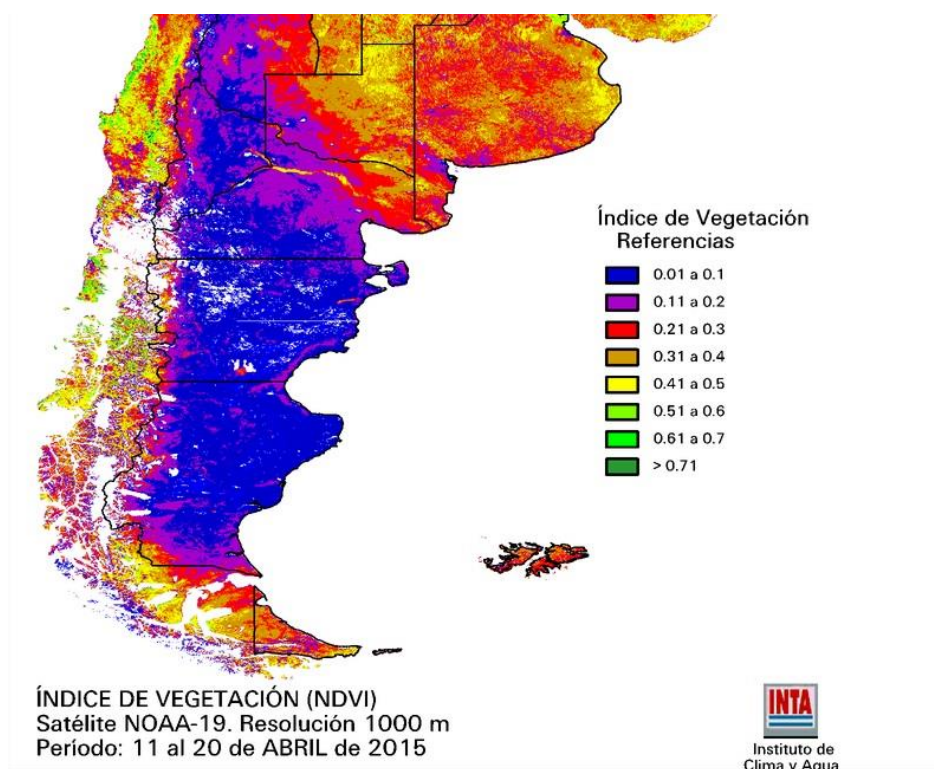 Índice de Vegetación
Referencias
0.01 a 0.1
0.11 a 0.2
0.21 a 0.3
0.31 a 0.4
0.41 a 0.5
0.51 a 0.6
0.61 a 0.7
> 0.71
ÍNDICE DE VEGETACIÓN (NDVI)
Satélite NOAA-19. Resolución 1000 m
Período: 11 al 20 de ABRIL de 2015
INTA
Instituto de
Clima y Agua